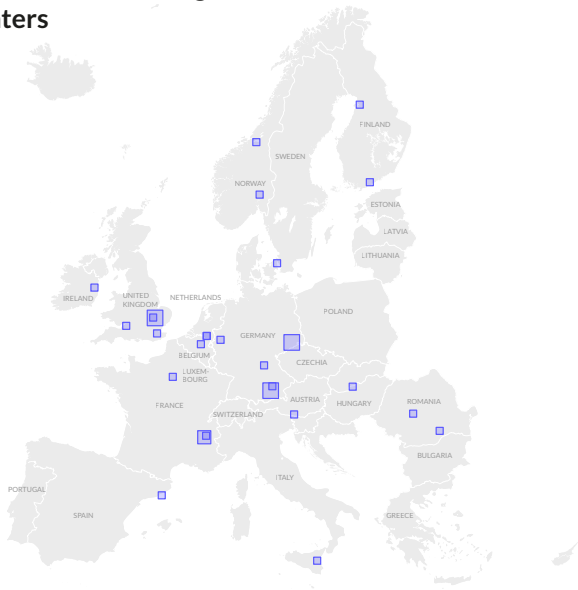 ters
FINLAND
SWEDEN
NORWAY
ESTONIA
LATVIA
LITHUANIA
IRELAND
UNITED
KINGDOM
NETHERLANDS
POLAND
GERMANY
BELGIUM
CZECHIA
LUXEM-
BOURG
FRANCE
AUSTRIA
HUNGARY
ROMANIA
SWITZERLAND
BULGARIA
ITALY
PORTUGAL
SPAIN
GREECE